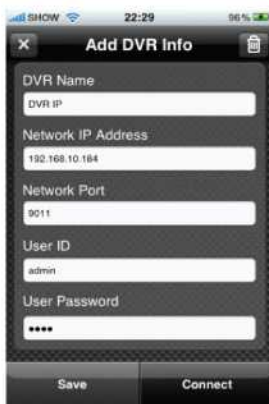 SHOW 22:29 96%
Add DVR Info
DVR Name
DVR IP
Network IP Address
192.168.10.184
Network Port
9011
User ID
admin
User Password
••••
Save Connect